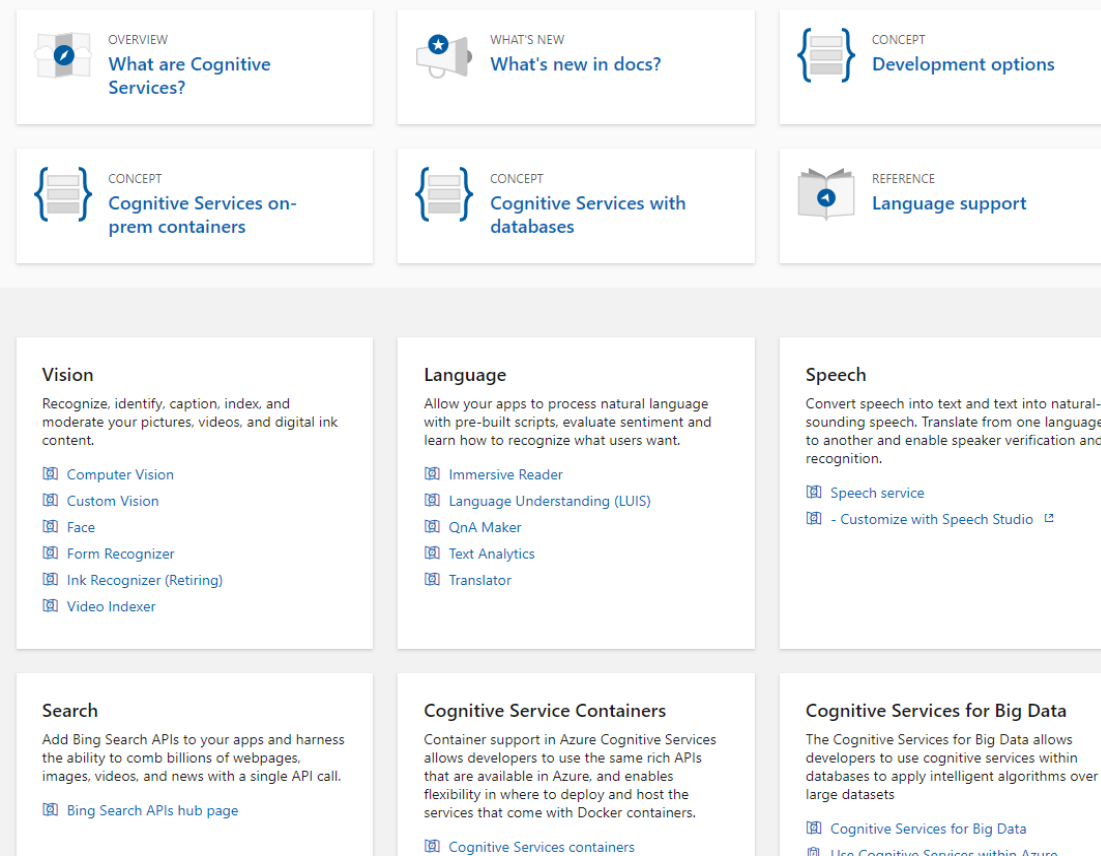 OVERVIEW
What are Cognitive
Services?
WHAT'S NEW
What's new in docs?
CONCEPT
Development options
CONCEPT
Cognitive Services on-
prem containers
CONCEPT
Cognitive Services with
databases
REFERENCE
Language support
Vision
Recognize, identify, caption, index, and
moderate your pictures, videos, and digital ink
content.
Computer Vision
Custom Vision
Face
Form Recognizer
Ink Recognizer (Retiring)
Video Indexer
Language
Allow your apps to process natural language
with pre-built scripts, evaluate sentiment and
learn how to recognize what users want.
Immersive Reader
Language Understanding (LUIS)
QnA Maker
Text Analytics
Translator
Speech
Convert speech into text and text into natural-
sounding speech. Translate from one language
to another and enable speaker verification and
recognition.
Speech service
- Customize with Speech Studio
Search
Add Bing Search APIs to your apps and harness
the ability to comb billions of webpages,
images, videos, and news with a single API call.
Bing Search APIs hub page
Cognitive Service Containers
Container support in Azure Cognitive Services
allows developers to use the same rich APIs
that are available in Azure, and enables
flexibility in where to deploy and host the
services that come with Docker containers.
Cognitive Services containers
Cognitive Services for Big Data
The Cognitive Services for Big Data allows
developers to use cognitive services within
databases to apply intelligent algorithms over
large datasets
Cognitive Services for Big Data
Use Cognitive Services within Azure